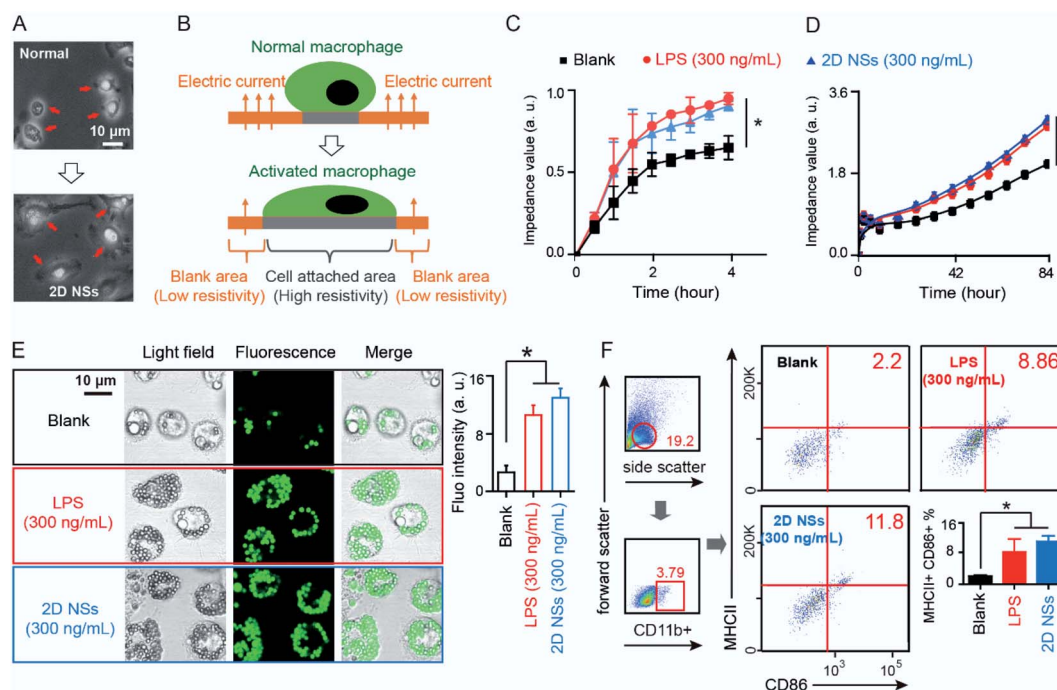 A
Normal
10 μm
2D NSs
B
Normal macrophage
Electric current
Electric current
Activated macrophage
Blank area
(Low resistivity)
Cell attached area
(High resistivity)
Blank area
(Low resistivity)
C
D
Blank
LPS (300 ng/mL)
2D NSs (300 ng/mL)
Impedance value (a. u.)
1.0
0.5
0.0
0
2
4
Time (hour)
*
Impedance value (a. u.)
3.6
1.8
0.0
0
42
84
Time (hour)
E
Light field
Fluorescence
Merge
10 μm
Blank
LPS
(300 ng/mL)
2D NSs
(300 ng/mL)
Fluo intensity (a. u.)
16
8
0
*
Blank
LPS (300 ng/mL)
2D NSs (300 ng/mL)
F
forward scatter
19.2
side scatter
3.79
CD11b+
MHCII
200K
Blank
2.2
LPS
(300 ng/mL)
8.86
200K
2D NSs
(300 ng/mL)
11.8
0
10³
10⁵
CD86
MHCII+ CD86+ %
16
8
0
*
Blank
LPS
2D NSs